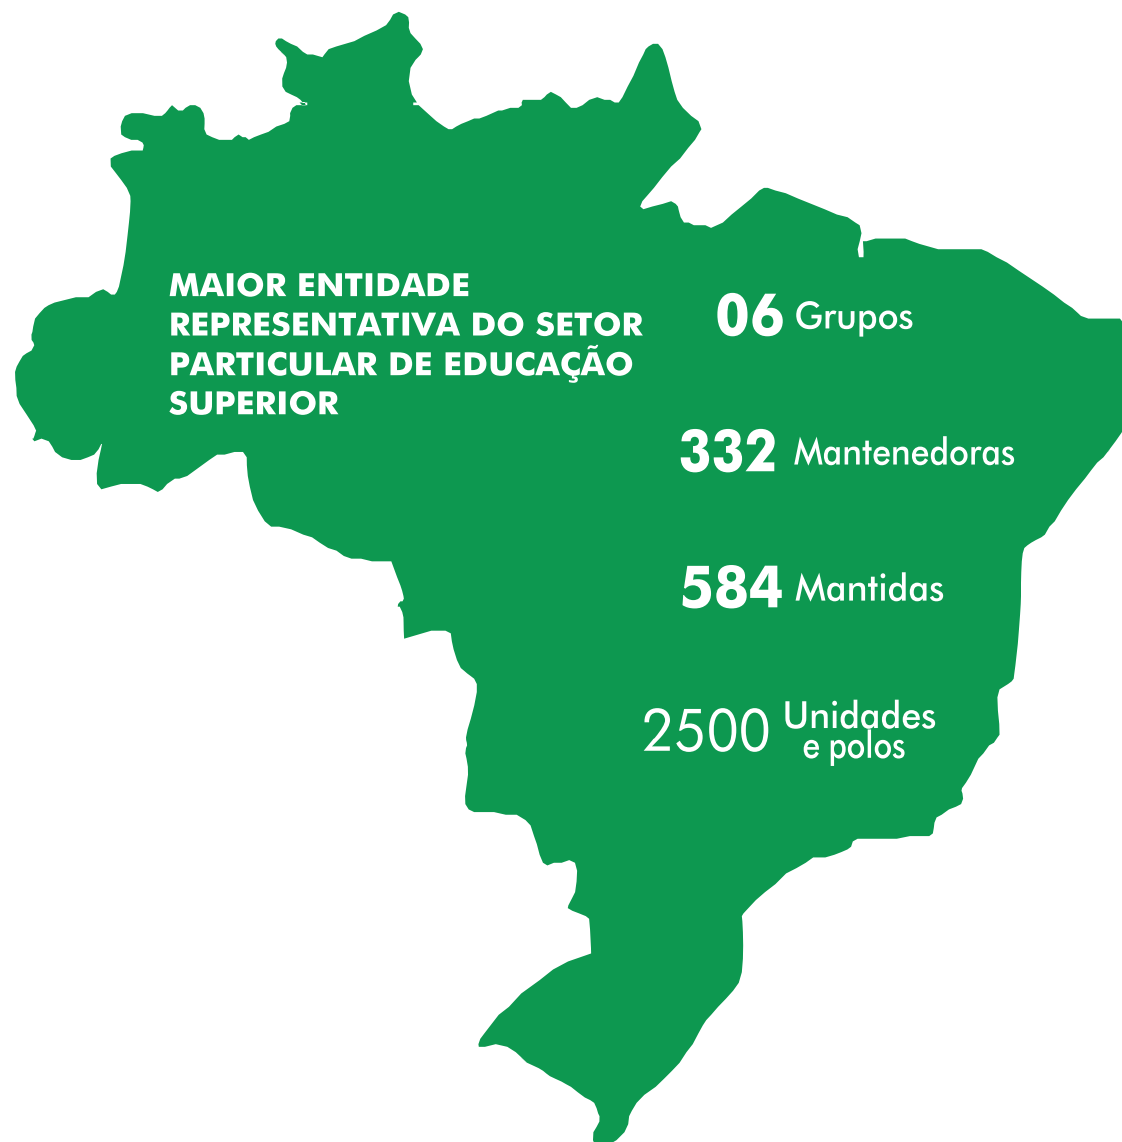 MAIOR ENTIDADE
REPRESENTATIVA DO SETOR
PARTICULAR DE EDUCAÇÃO
SUPERIOR
06 Grupos
332 Mantenedoras
584 Mantidas
2500 Unidades
e polos